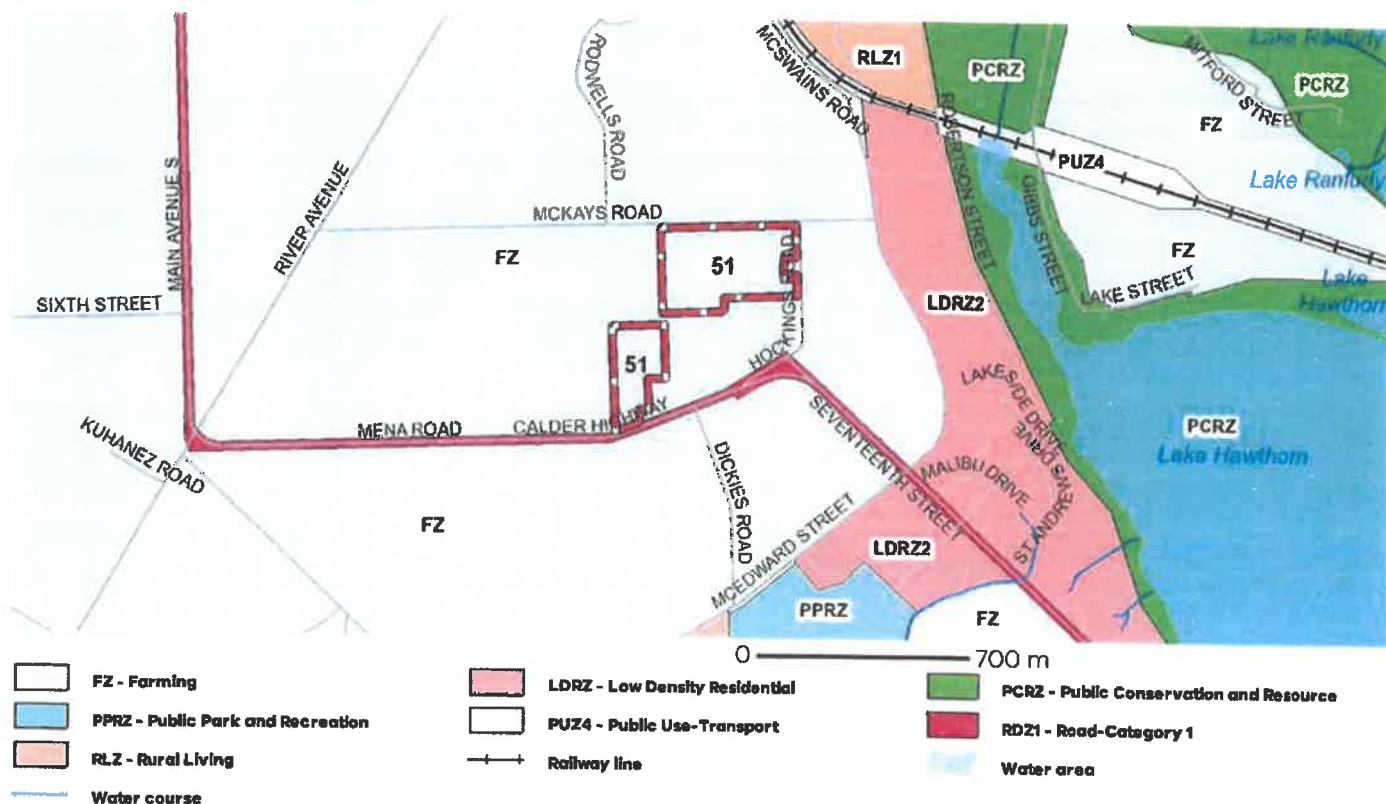 RODWELLS ROAD
MCSWAINS ROAD
RLZ1
PCRZ
Lake Ranfurly
MITFORD STREET
PCRZ
FZ
PUZ4
Lake Ranfurly
MAIN AVENUE S
RIVER AVENUE
MCKAYS ROAD
ROBERTSON STREET
GIBBS STREET
FZ
51
FZ
SIXTH STREET
LDRZ2
LAKE STREET
Lake Hawthorn
51
HOCKINGS ROAD
LAKESIDE DRIVE
KUHANEZ ROAD
MENA ROAD
CALDER HIGHWAY
SEVENTEENTH STREET
MALIBU DRIVE
ST ANDREWS DRIVE
PCRZ
Lake Hawthorn
FZ
DICKIES ROAD
MCEDWARD STREET
LDRZ2
PPRZ
FZ
0 700 m
FZ - Farming
PPRZ - Public Park and Recreation
RLZ - Rural Living
Water course
LDRZ - Low Density Residential
PUZ4 - Public Use-Transport
Railway line
PCRZ - Public Conservation and Resource
RDZ1 - Road-Category 1
Water area